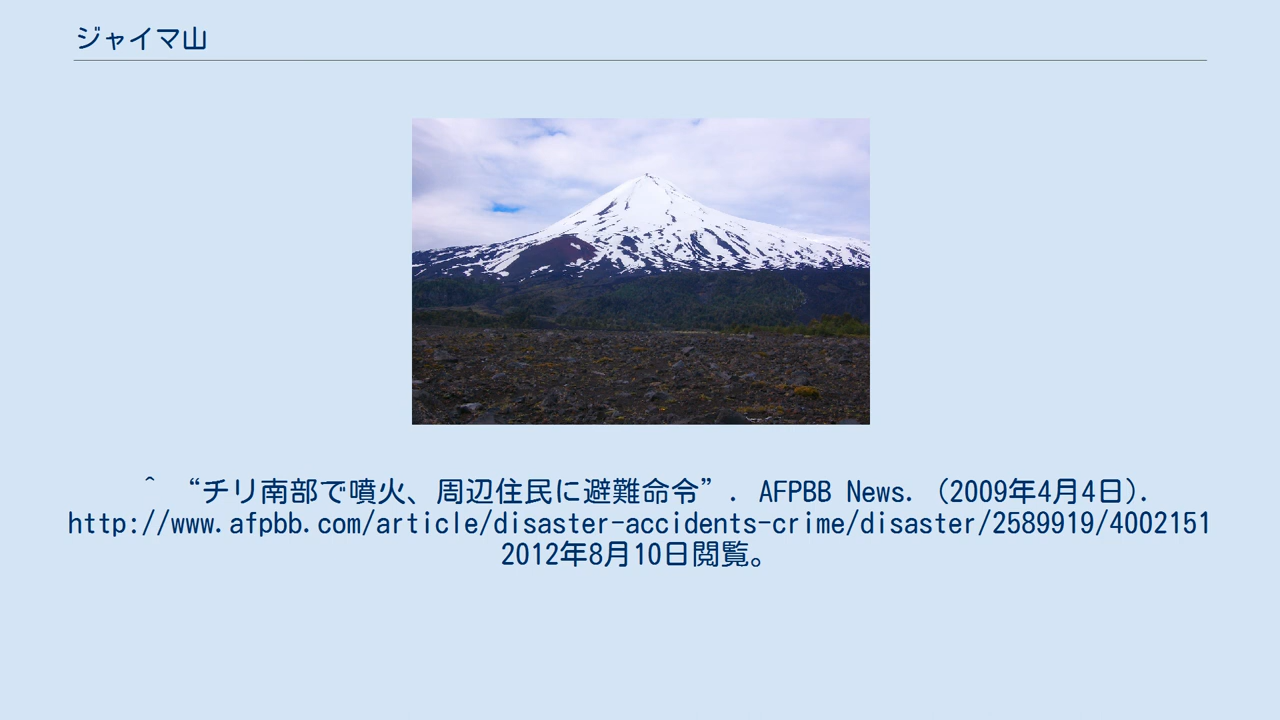 ジャイマ山
^ “チリ南部で噴火、周辺住民に避難命令”. AFPBB News. (2009年4月4日).
http://www.afpbb.com/article/disaster-accidents-crime/disaster/2589919/4002151
2012年8月10日閲覧。